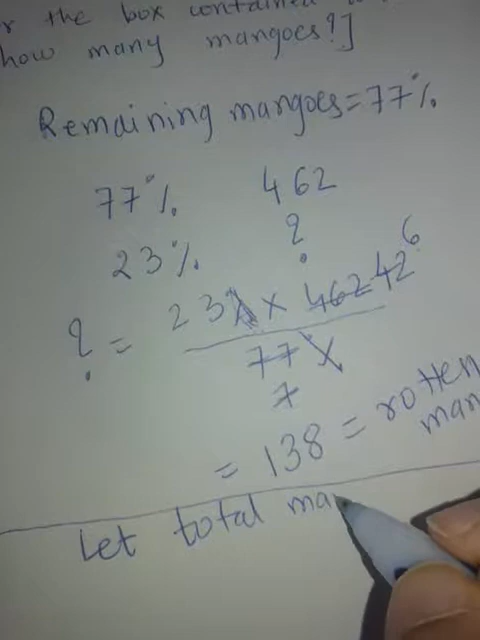 r the box contained
how many mangoes?]
Remaining mangoes=77%.
77% 462
23% ?
? = 23% x 462 42 6
77%
7
= 138 = rotten
man
Let total ma